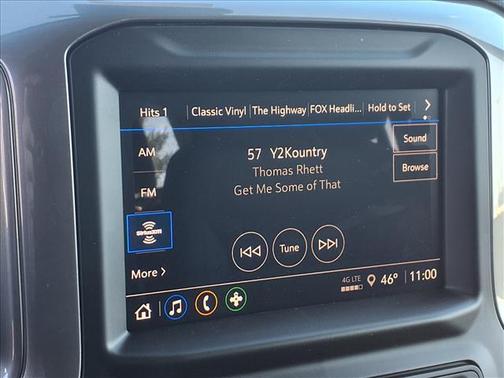 Hits 1 Classic Vinyl The Highway FOX Headli... Hold to Set >
AM
57 Y2Kountry
Sound
Thomas Rhett
Browse
FM
Get Me Some of That
SiriusXM
Tune
More >
4G LTE 46° 11:00